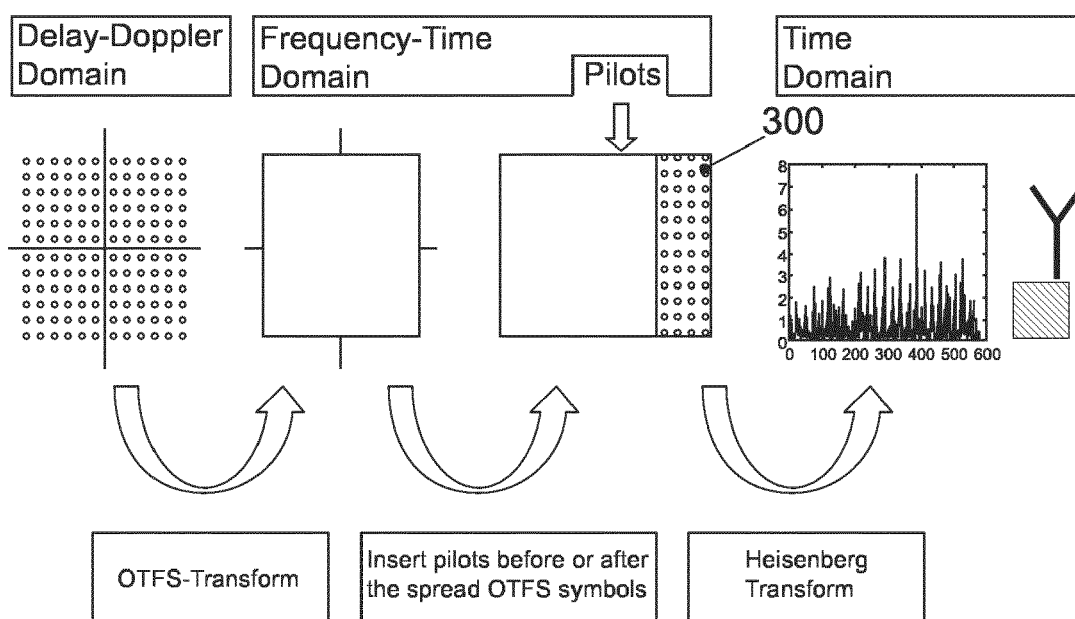 Delay-Doppler
Domain
Frequency-Time
Domain
Pilots
Time
Domain
300
8
7
6
5
4
3
2
1
0
0 100 200 300 400 500 600
OTFS-Transform
Insert pilots before or after
the spread OTFS symbols
Heisenberg
Transform